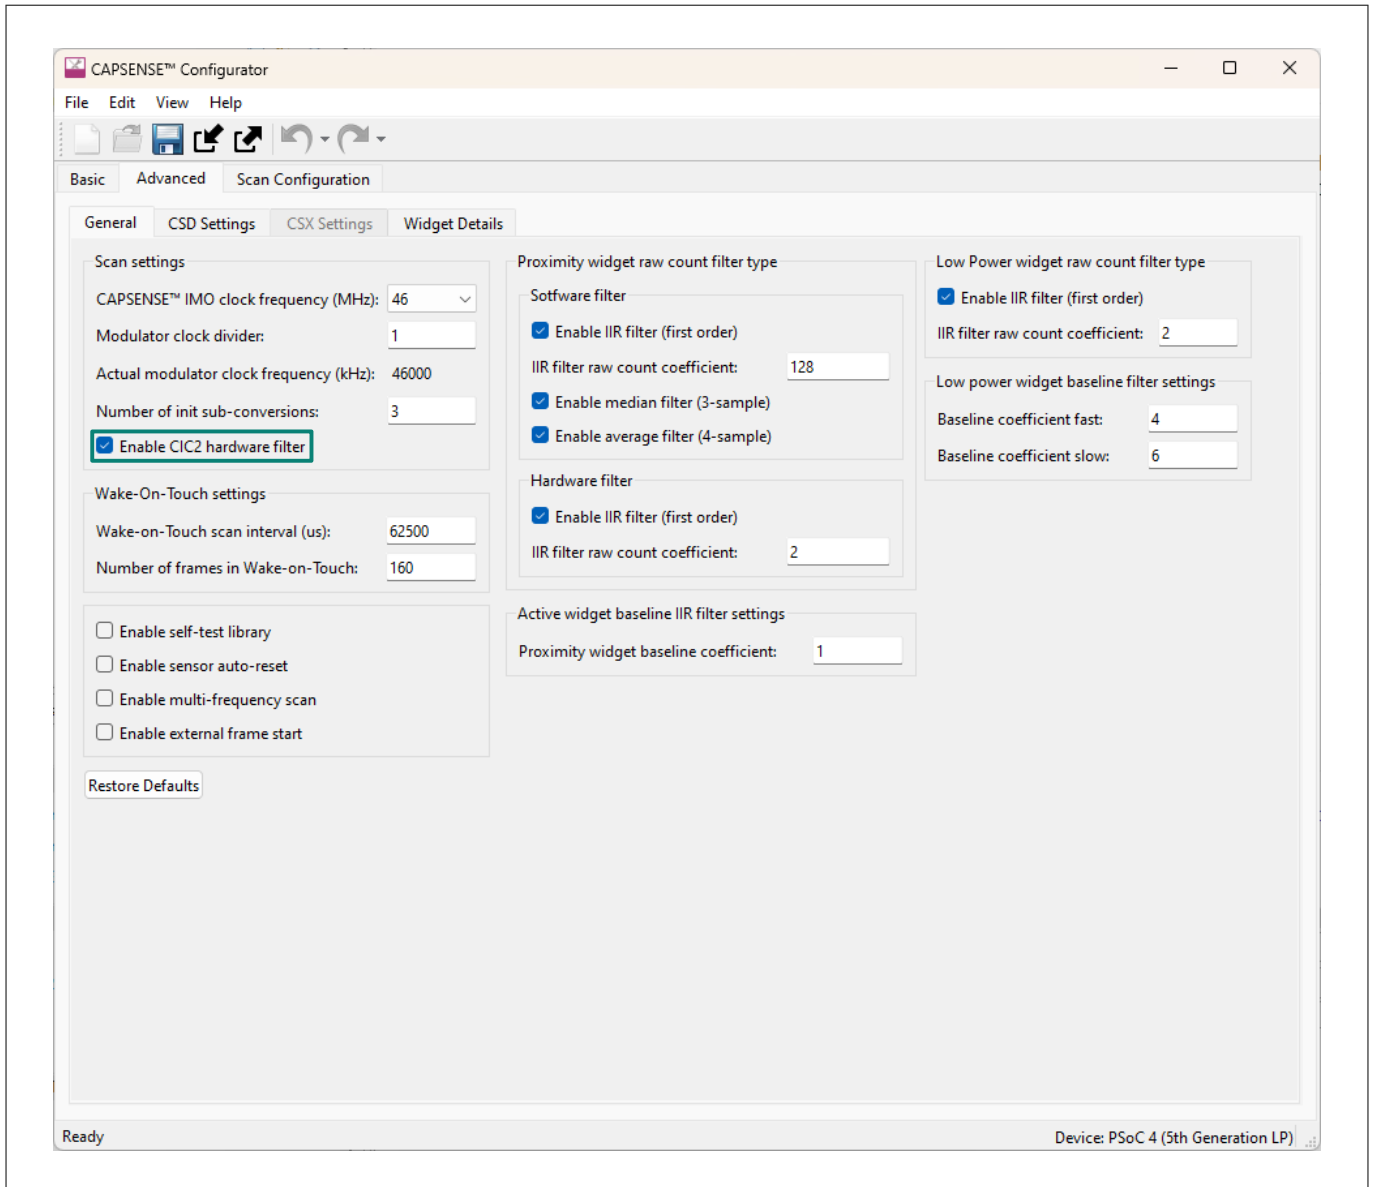 CAPSENSE™ Configurator
File Edit View Help
Basic Advanced Scan Configuration
General CSD Settings CSX Settings Widget Details
Scan settings
CAPSENSE™ IMO clock frequency (MHz): 46
Modulator clock divider: 1
Actual modulator clock frequency (kHz): 46000
Number of init sub-conversions: 3
Enable CIC2 hardware filter
Wake-On-Touch settings
Wake-on-Touch scan interval (us): 62500
Number of frames in Wake-on-Touch: 160
Enable self-test library
Enable sensor auto-reset
Enable multi-frequency scan
Enable external frame start
Restore Defaults
Proximity widget raw count filter type
Sotfware filter
Enable IIR filter (first order)
IIR filter raw count coefficient: 128
Enable median filter (3-sample)
Enable average filter (4-sample)
Hardware filter
Enable IIR filter (first order)
IIR filter raw count coefficient: 2
Active widget baseline IIR filter settings
Proximity widget baseline coefficient: 1
Low Power widget raw count filter type
Enable IIR filter (first order)
IIR filter raw count coefficient: 2
Low power widget baseline filter settings
Baseline coefficient fast: 4
Baseline coefficient slow: 6
Ready
Device: PSoC 4 (5th Generation LP)